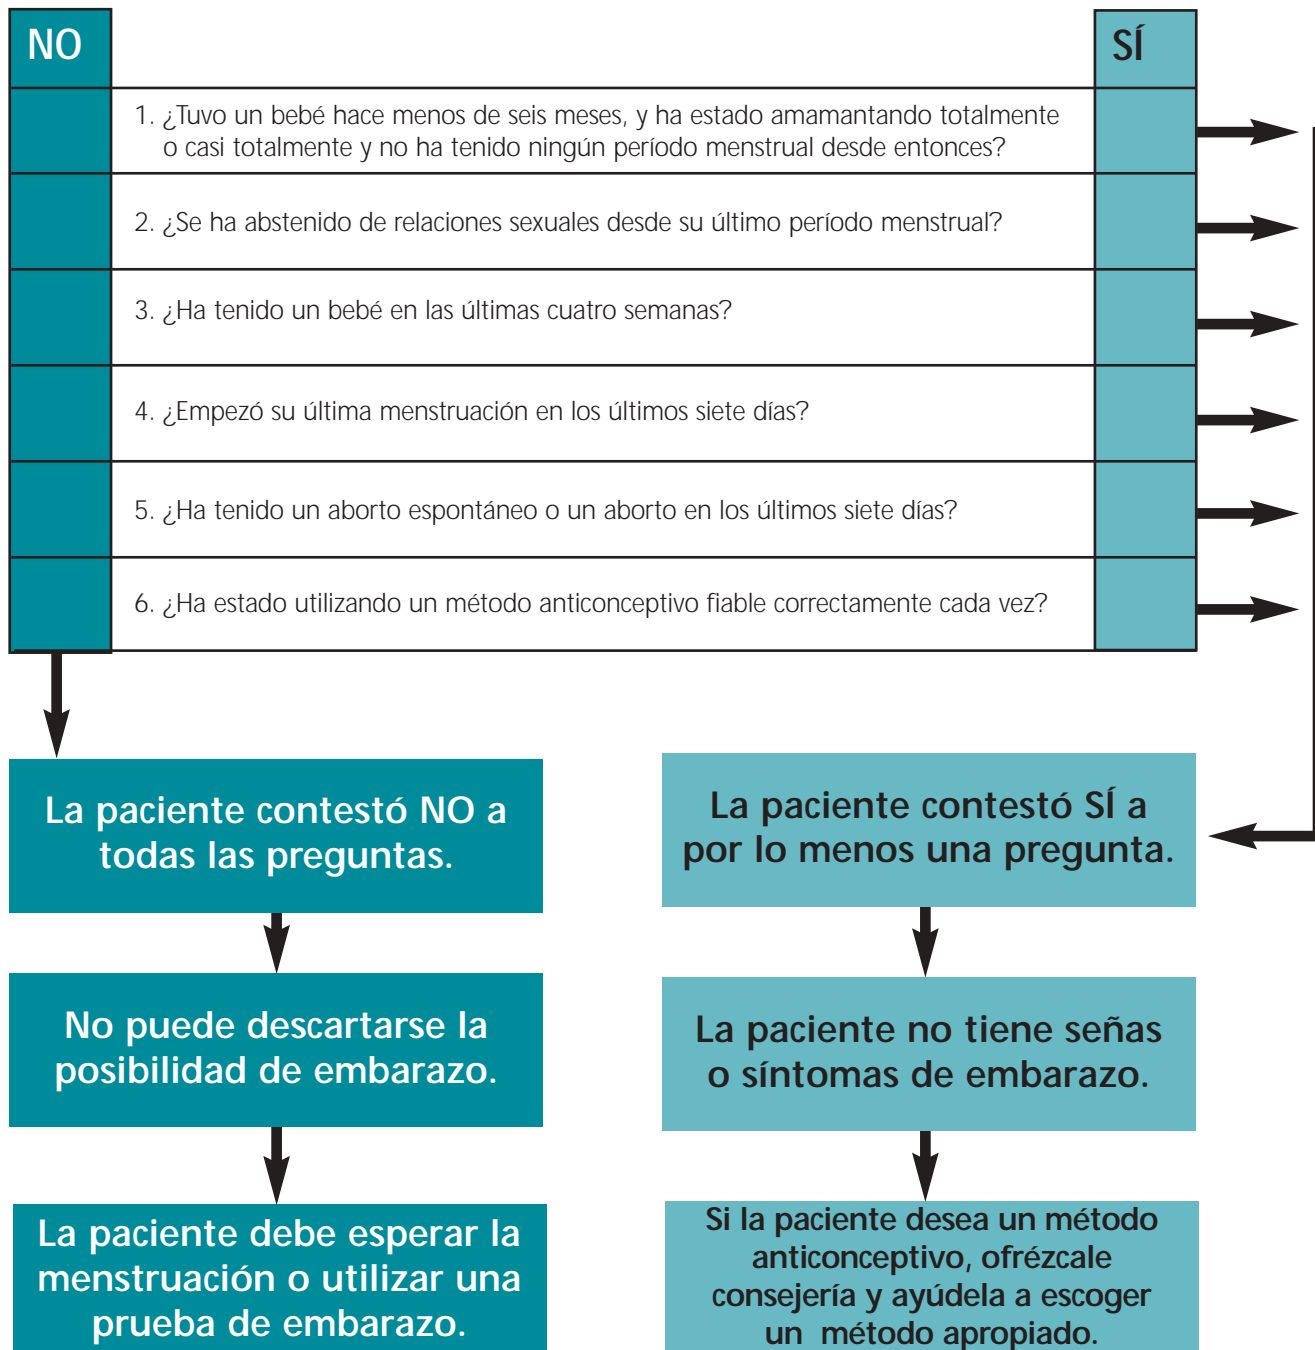 NO
SÍ
1. ¿Tuvo un bebé hace menos de seis meses, y ha estado amamantando totalmente
o casi totalmente y no ha tenido ningún período menstrual desde entonces?
2. ¿Se ha abstenido de relaciones sexuales desde su último período menstrual?
3. ¿Ha tenido un bebé en las últimas cuatro semanas?
4. ¿Empezó su última menstruación en los últimos siete días?
5. ¿Ha tenido un aborto espontáneo o un aborto en los últimos siete días?
6. ¿Ha estado utilizando un método anticonceptivo fiable correctamente cada vez?
La paciente contestó NO a
todas las preguntas.
No puede descartarse la
posibilidad de embarazo.
La paciente debe esperar la
menstruación o utilizar una
prueba de embarazo.
La paciente contestó SÍ a
por lo menos una pregunta.
La paciente no tiene señas
o síntomas de embarazo.
Si la paciente desea un método
anticonceptivo, ofrézcale
consejería y ayúdela a escoger
un método apropiado.